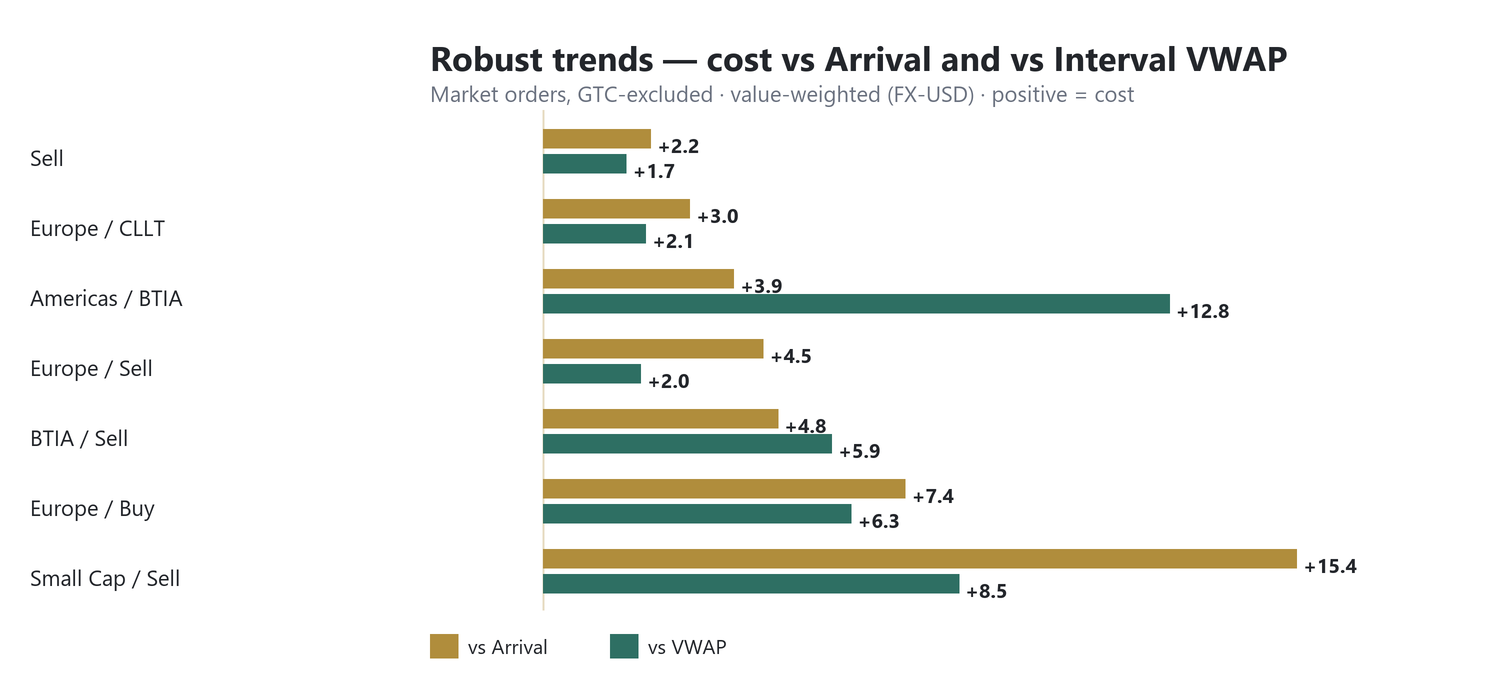 Robust trends — cost vs Arrival and vs Interval VWAP
Market orders, GTC-excluded · value-weighted (FX-USD) · positive = cost
Sell
+2.2
+1.7
Europe / CLLT
+3.0
+2.1
Americas / BTIA
+3.9
+12.8
Europe / Sell
+4.5
+2.0
BTIA / Sell
+4.8
+5.9
Europe / Buy
+7.4
+6.3
Small Cap / Sell
+15.4
+8.5
vs Arrival
vs VWAP